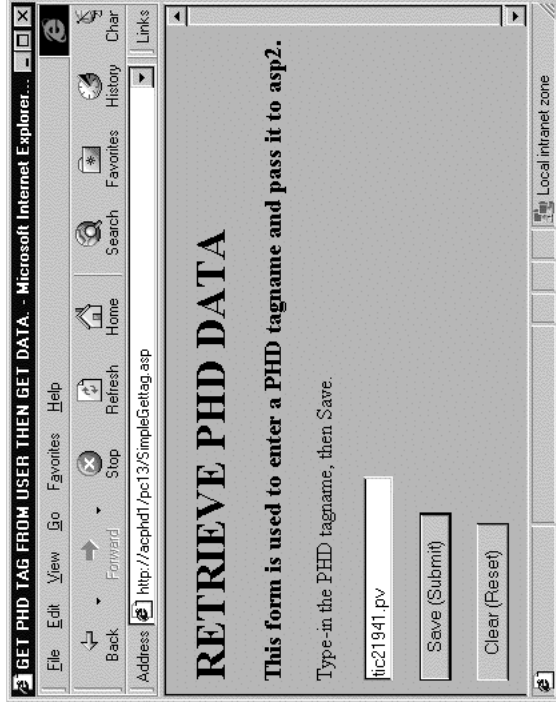 GET PHD TAG FROM USER THEN GET DATA. - Microsoft Internet Explorer...
File Edit View Go Favorites Help
Back Forward Stop Refresh Home Search Favorites History Char
Address http://acphd1/pc13/SimpleGettag.asp Links
RETRIEVE PHD DATA
This form is used to enter a PHD tagname and pass it to asp2.
Type-in the PHD tagname, then Save.
tic21941.pv
Save (Submit)
Clear (Reset)
Local intranet zone